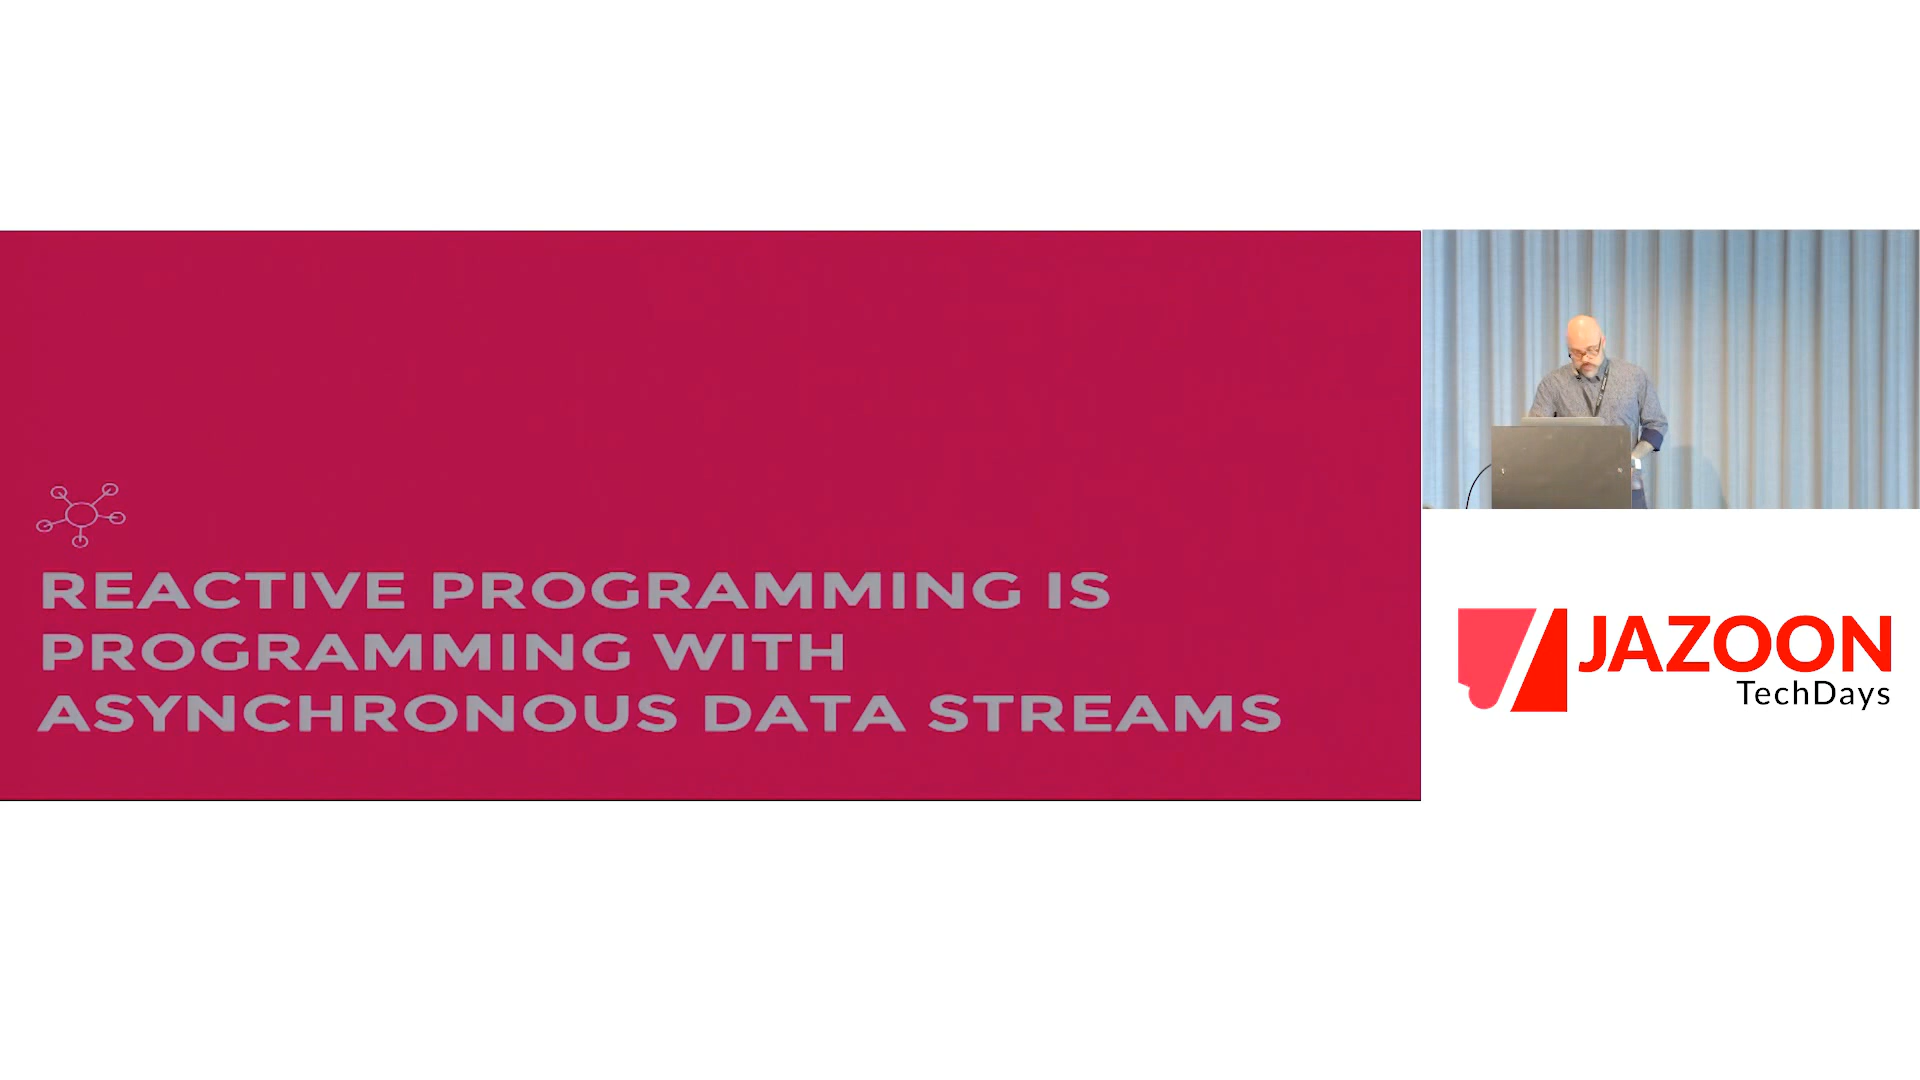 REACTIVE PROGRAMMING IS
PROGRAMMING WITH
ASYNCHRONOUS DATA STREAMS
JAZOON
TechDays